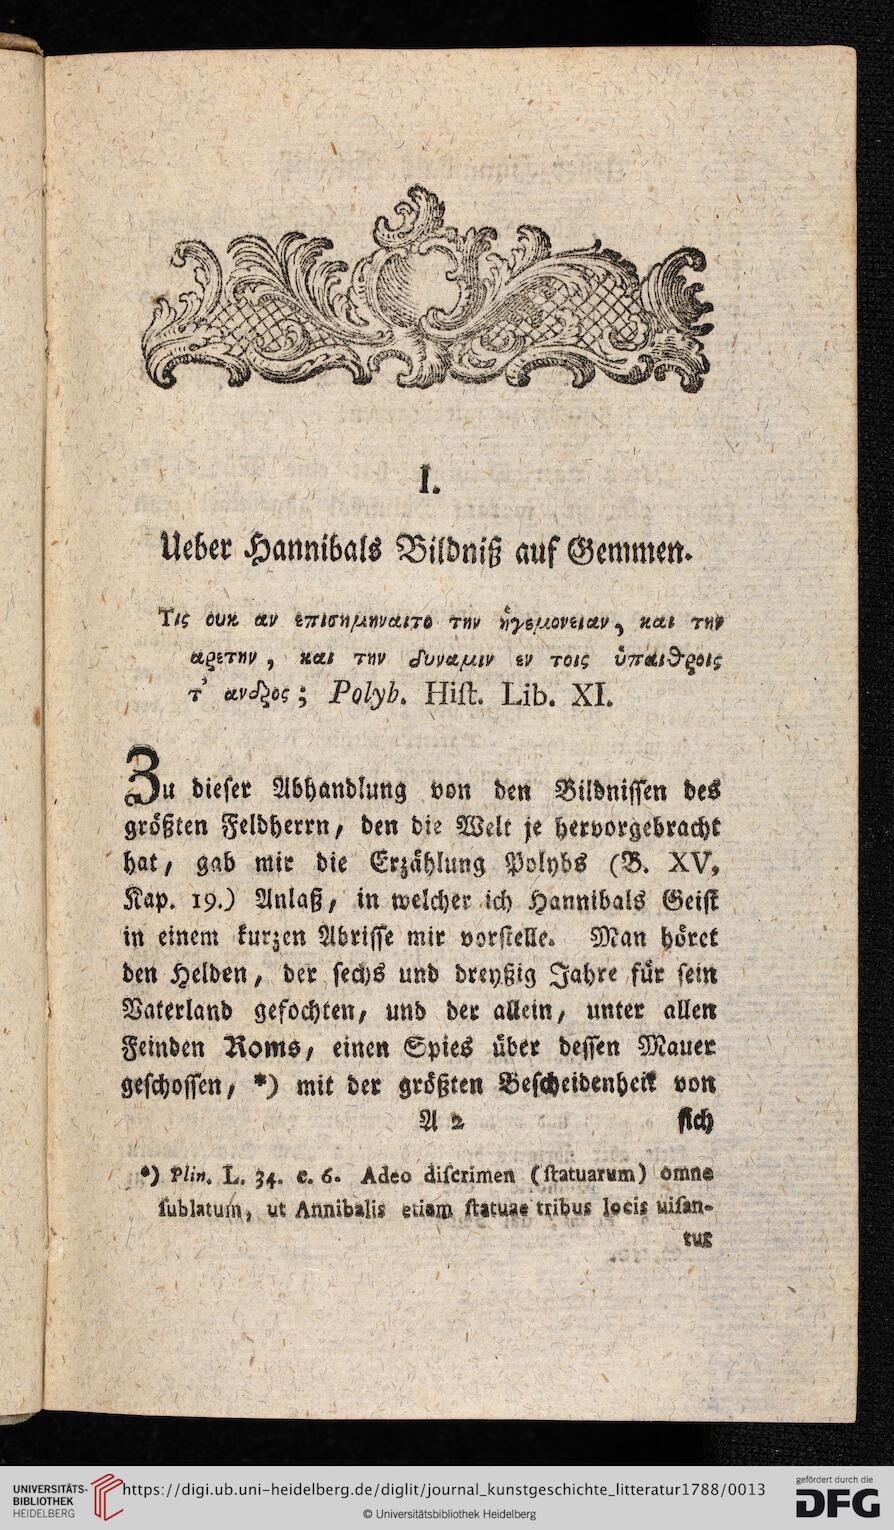 I.
Ueber Hannibals Bildniß auf Gemmen.
Τις ουκ αν επισημηναιτο την ἡγεμονειαν, και την
αρετην, και την δυναμιν εν τοις ὑπαιθροις
τ' ανδρος; Polyb. Hiſt. Lib. XI.
Zu dieſer Abhandlung von den Bildniſſen des
größten Feldherrn, den die Welt je hervorgebracht
hat, gab mir die Erzählung Polybs (B. XV,
Kap. 19.) Anlaß, in welcher ich Hannibals Geiſt
in einem kurzen Abriſſe mir vorſtelle. Man höret
den Helden, der ſechs und dreyßig Jahre für ſein
Vaterland gefochten, und der allein, unter allen
Feinden Roms, einen Spies über deſſen Mauer
geſchoſſen, *) mit der größten Beſcheidenheit von
A 2 ſich
*) Plin. L. 34. c. 6. Adeo diſcrimen (ſtatuarum) omne
ſublatum, ut Annibalis etiam ſtatuae tribus locis uiſan-
tur
UNIVERSITÄTS-
BIBLIOTHEK
HEIDELBERG
https://digi.ub.uni-heidelberg.de/diglit/journal_kunstgeschichte_litteratur1788/0013
© Universitätsbibliothek Heidelberg
gefördert durch die
DFG